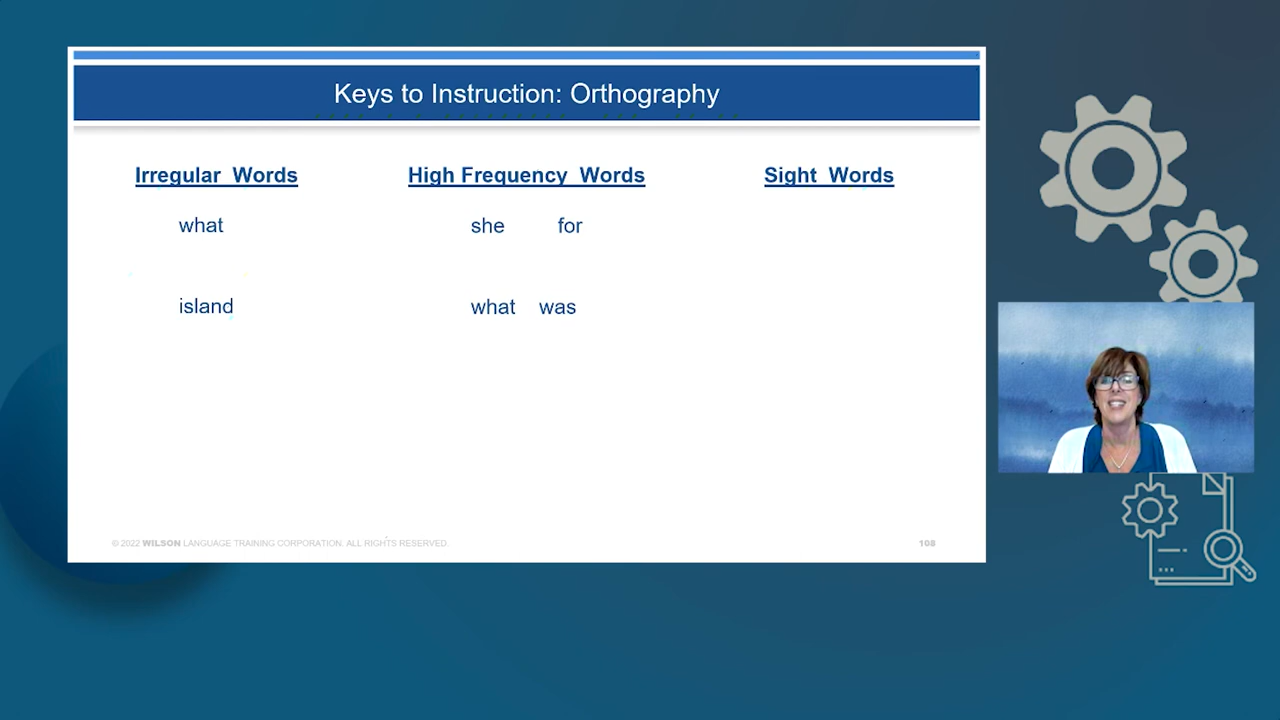 Keys to Instruction: Orthography
Irregular Words
High Frequency Words
Sight Words
what
she for
island
what was
© 2022 WILSON LANGUAGE TRAINING CORPORATION. ALL RIGHTS RESERVED.
108